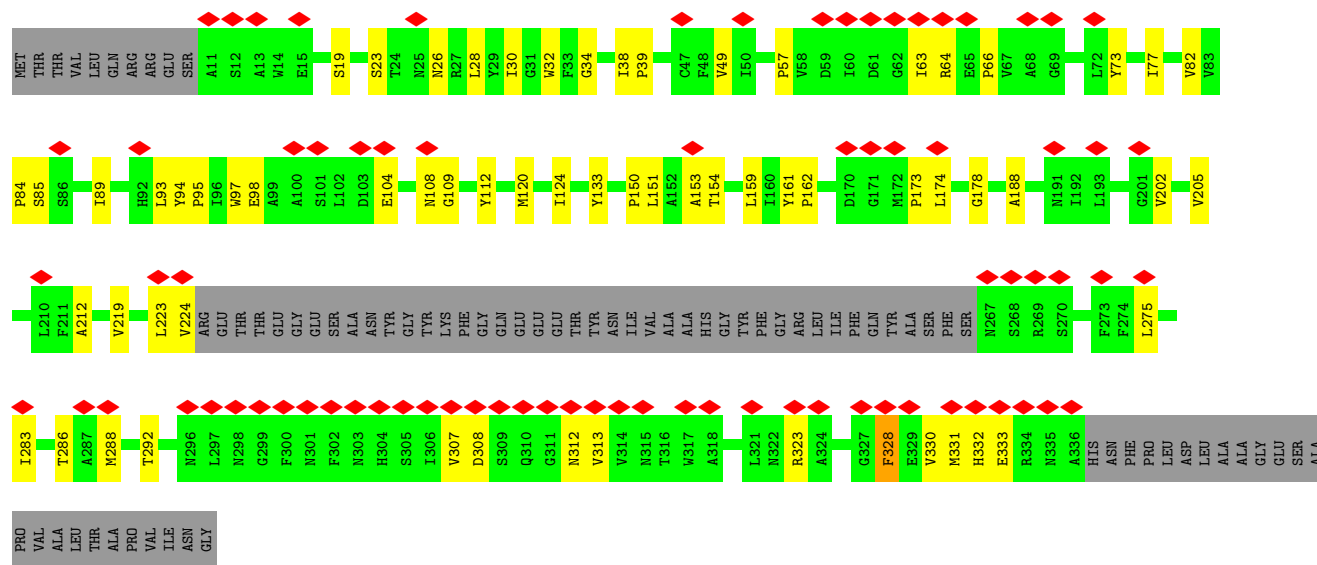 MET THR THR VAL LEU GLN ARG ARG GLU SER A11 S12 A13 W14 E15 S19 S23 T24 N25 N26 R27 L28 Y29 I30 G31 W32 F33 G34 I38 P39 C47 F48 V49 I50 P57 V58 D59 I60 D61 G62 I63 R64 E65 P66 V67 A68 G69 L72 Y73 I77 V82 V83
P84 S85 S86 I89 H92 L93 Y94 P95 I96 W97 E98 A99 A100 S101 L102 D103 E104 N108 G109 Y112 M120 I124 Y133 P150 L151 A152 A153 T154 L159 I160 Y161 P162 D170 G171 M172 P173 L174 G178 A188 N191 I192 L193 G201 V202 V205
L210 F211 A212 V219 L223 V224 ARG GLU THR THR GLU GLY GLU SER ALA ASN TYR GLY TYR LYS PHE GLY GLN GLU GLU GLU THR TYR ASN ILE VAL ALA ALA HIS GLY TYR PHE GLY ARG LEU ILE PHE GLN TYR ALA SER PHE SER N267 S268 R269 S270 F273 F274 L275
I283 T286 A287 M288 T292 N296 L297 N298 G299 F300 N301 F302 N303 H304 S305 I306 V307 D308 S309 Q310 G311 N312 V313 V314 N315 T316 W317 A318 L321 N322 R323 A324 G327 F328 E329 V330 M331 H332 E333 R334 N335 A336 HIS ASN PHE PRO LEU ASP LEU ALA ALA GLY GLU SER ALA
PRO VAL ALA LEU THR ALA PRO VAL ILE ASN GLY